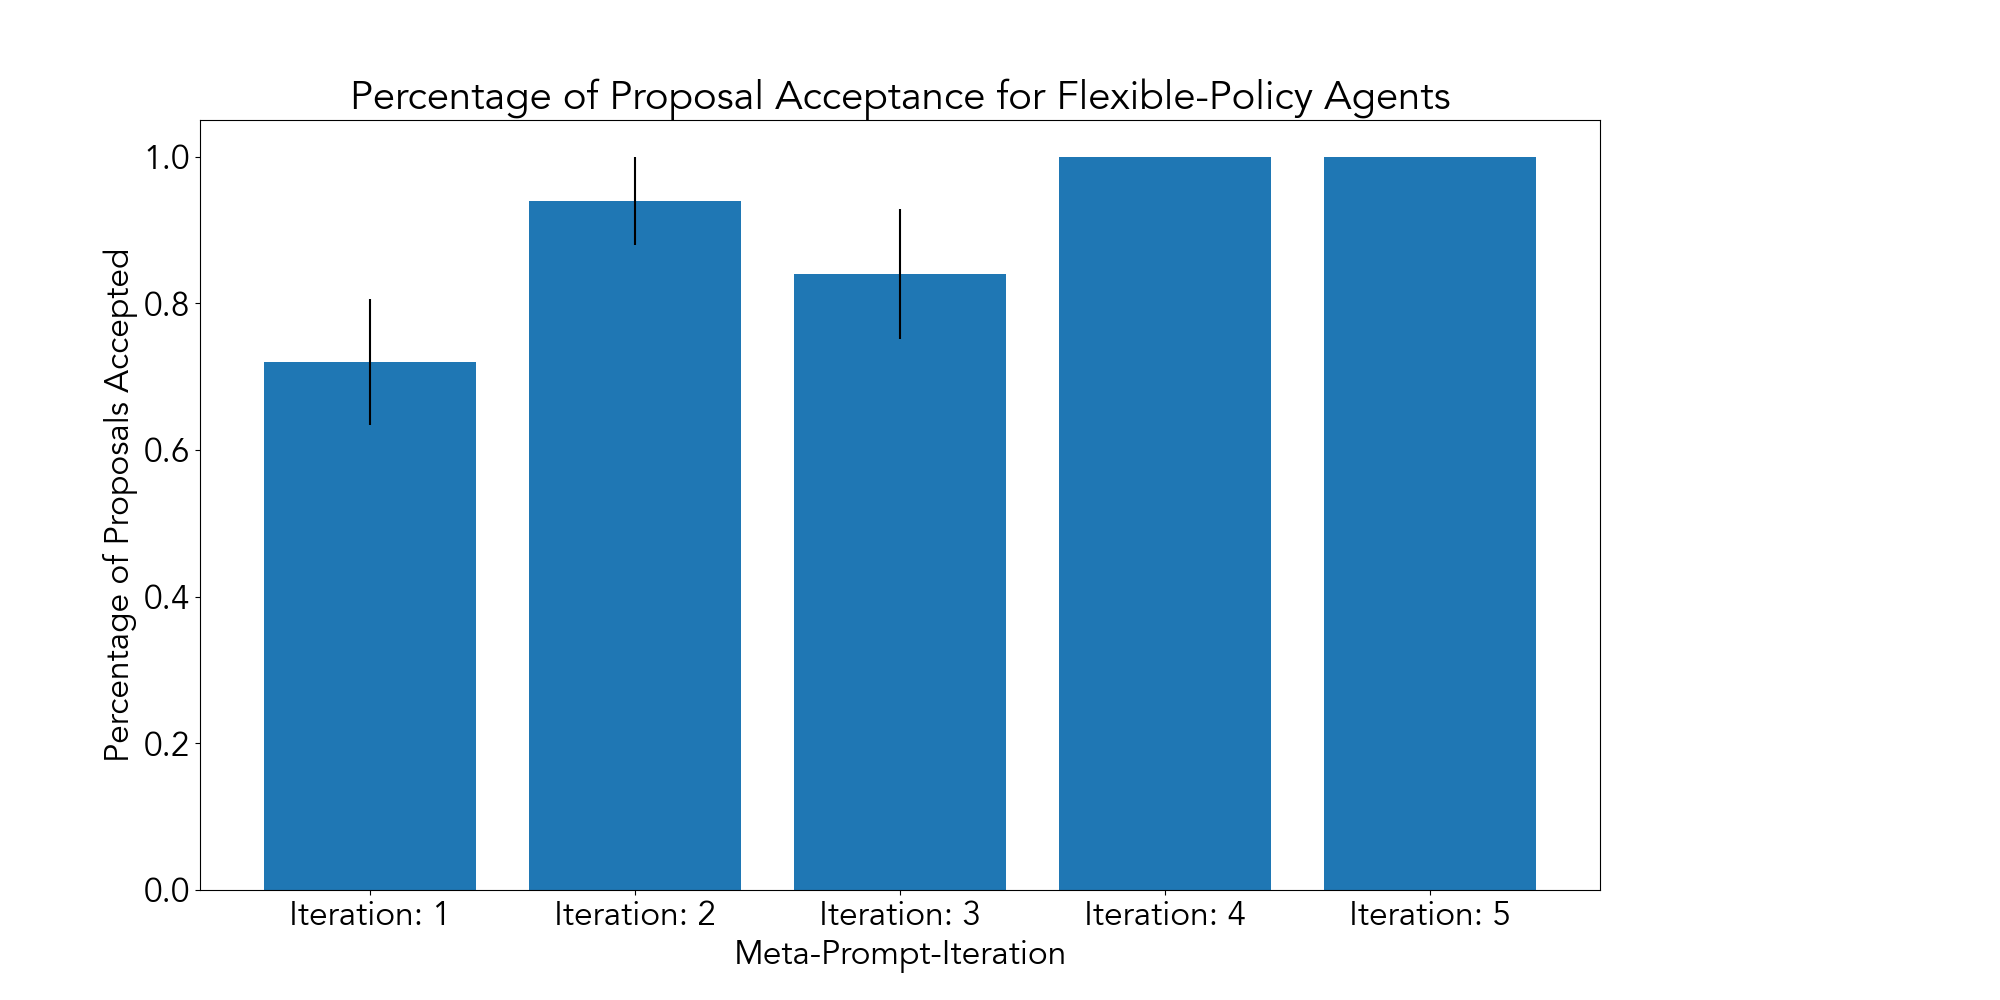 Percentage of Proposal Acceptance for Flexible-Policy Agents
Percentage of Proposals Accepted
1.0
0.8
0.6
0.4
0.2
0.0
Iteration: 1
Iteration: 2
Iteration: 3
Iteration: 4
Iteration: 5
Meta-Prompt-Iteration